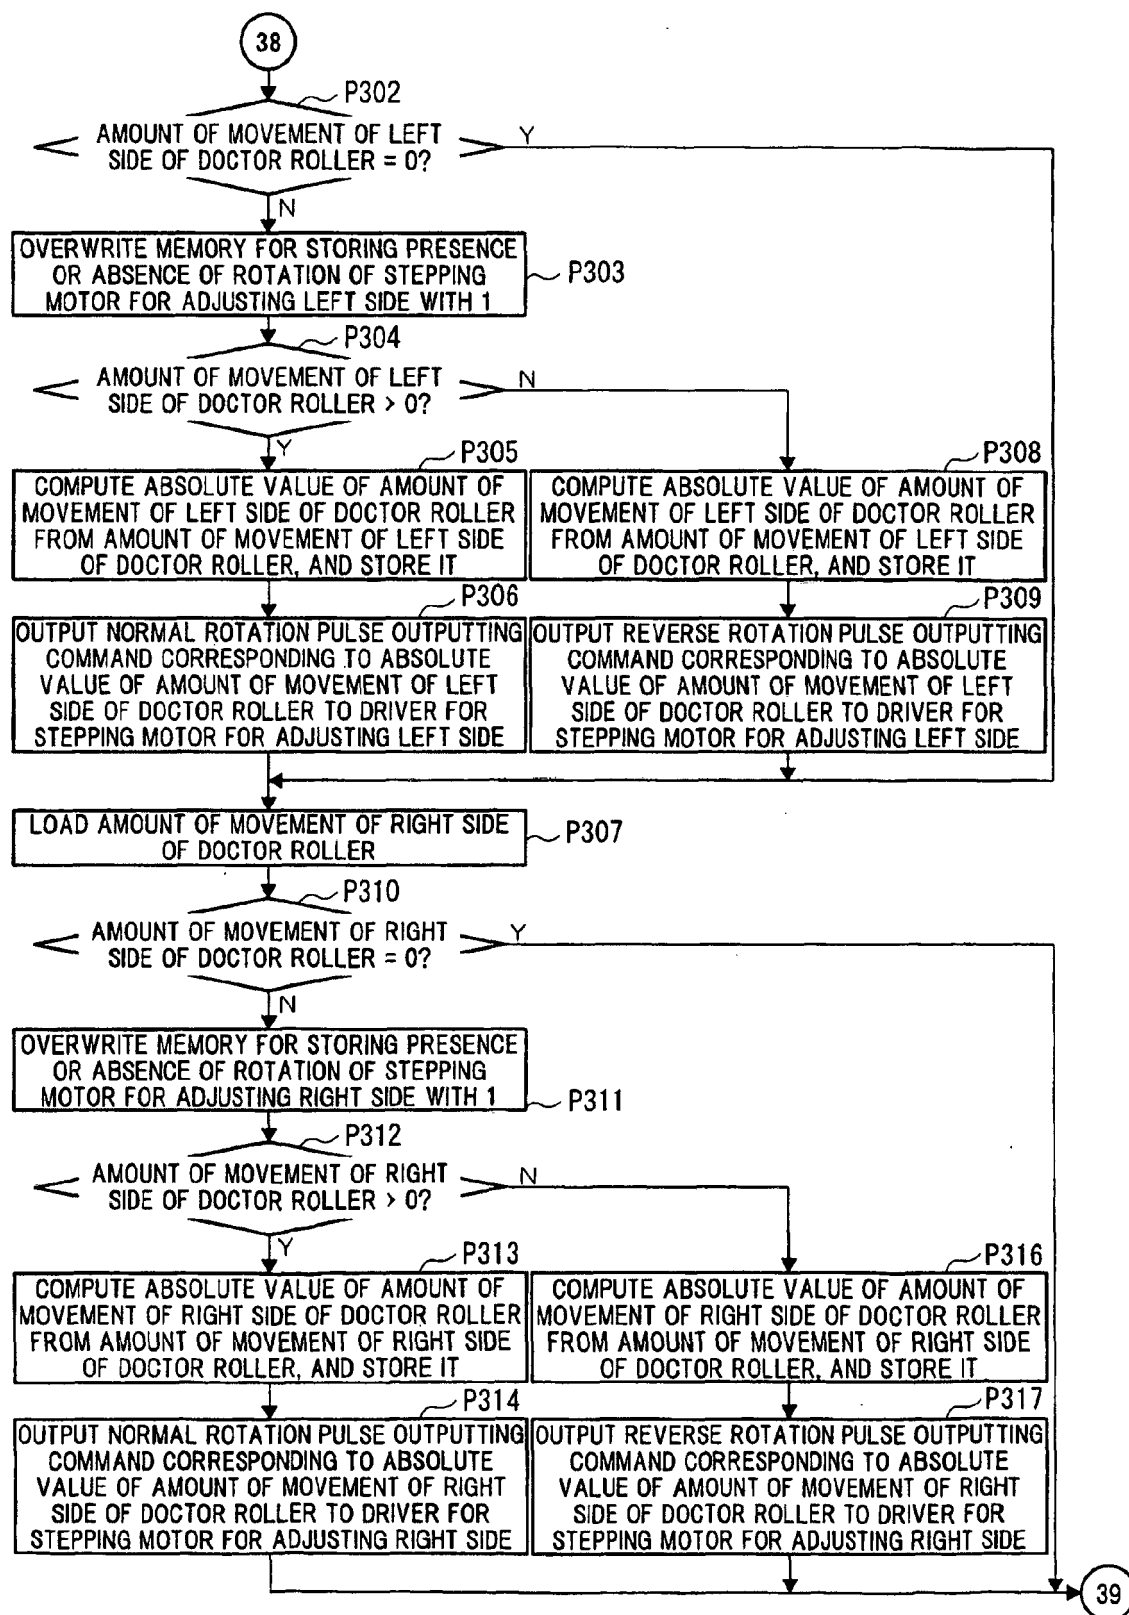 38
P302
AMOUNT OF MOVEMENT OF LEFT
SIDE OF DOCTOR ROLLER = 0?
Y
N
OVERWRITE MEMORY FOR STORING PRESENCE
OR ABSENCE OF ROTATION OF STEPPING
MOTOR FOR ADJUSTING LEFT SIDE WITH 1
P303
P304
AMOUNT OF MOVEMENT OF LEFT
SIDE OF DOCTOR ROLLER > 0?
N
Y
P305
COMPUTE ABSOLUTE VALUE OF AMOUNT OF
MOVEMENT OF LEFT SIDE OF DOCTOR ROLLER
FROM AMOUNT OF MOVEMENT OF LEFT SIDE
OF DOCTOR ROLLER, AND STORE IT
P308
COMPUTE ABSOLUTE VALUE OF AMOUNT OF
MOVEMENT OF LEFT SIDE OF DOCTOR ROLLER
FROM AMOUNT OF MOVEMENT OF LEFT SIDE
OF DOCTOR ROLLER, AND STORE IT
P306
OUTPUT NORMAL ROTATION PULSE OUTPUTTING
COMMAND CORRESPONDING TO ABSOLUTE
VALUE OF AMOUNT OF MOVEMENT OF LEFT
SIDE OF DOCTOR ROLLER TO DRIVER FOR
STEPPING MOTOR FOR ADJUSTING LEFT SIDE
P309
OUTPUT REVERSE ROTATION PULSE OUTPUTTING
COMMAND CORRESPONDING TO ABSOLUTE
VALUE OF AMOUNT OF MOVEMENT OF LEFT
SIDE OF DOCTOR ROLLER TO DRIVER FOR
STEPPING MOTOR FOR ADJUSTING LEFT SIDE
LOAD AMOUNT OF MOVEMENT OF RIGHT SIDE
OF DOCTOR ROLLER
P307
P310
AMOUNT OF MOVEMENT OF RIGHT
SIDE OF DOCTOR ROLLER = 0?
Y
N
OVERWRITE MEMORY FOR STORING PRESENCE
OR ABSENCE OF ROTATION OF STEPPING
MOTOR FOR ADJUSTING RIGHT SIDE WITH 1
P311
P312
AMOUNT OF MOVEMENT OF RIGHT
SIDE OF DOCTOR ROLLER > 0?
N
Y
P313
COMPUTE ABSOLUTE VALUE OF AMOUNT OF
MOVEMENT OF RIGHT SIDE OF DOCTOR ROLLER
FROM AMOUNT OF MOVEMENT OF RIGHT SIDE
OF DOCTOR ROLLER, AND STORE IT
P316
COMPUTE ABSOLUTE VALUE OF AMOUNT OF
MOVEMENT OF RIGHT SIDE OF DOCTOR ROLLER
FROM AMOUNT OF MOVEMENT OF RIGHT SIDE
OF DOCTOR ROLLER, AND STORE IT
P314
OUTPUT NORMAL ROTATION PULSE OUTPUTTING
COMMAND CORRESPONDING TO ABSOLUTE
VALUE OF AMOUNT OF MOVEMENT OF RIGHT
SIDE OF DOCTOR ROLLER TO DRIVER FOR
STEPPING MOTOR FOR ADJUSTING RIGHT SIDE
P317
OUTPUT REVERSE ROTATION PULSE OUTPUTTING
COMMAND CORRESPONDING TO ABSOLUTE
VALUE OF AMOUNT OF MOVEMENT OF RIGHT
SIDE OF DOCTOR ROLLER TO DRIVER FOR
STEPPING MOTOR FOR ADJUSTING RIGHT SIDE
39